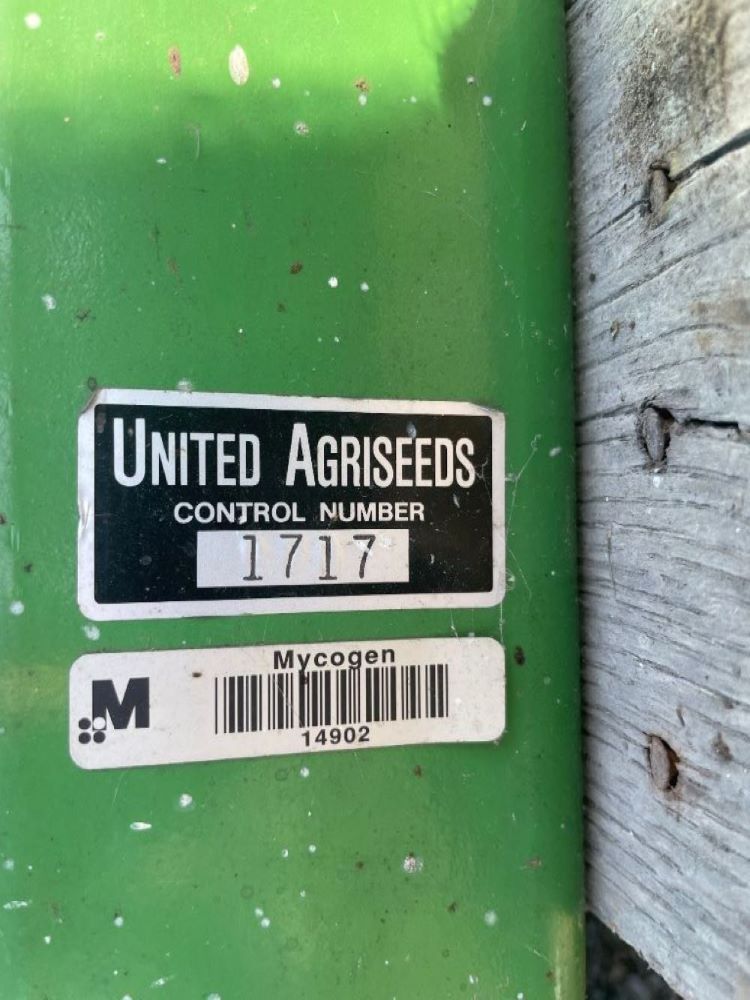 UNITED AGRISEEDS
CONTROL NUMBER
1717
Mycogen
M
14902